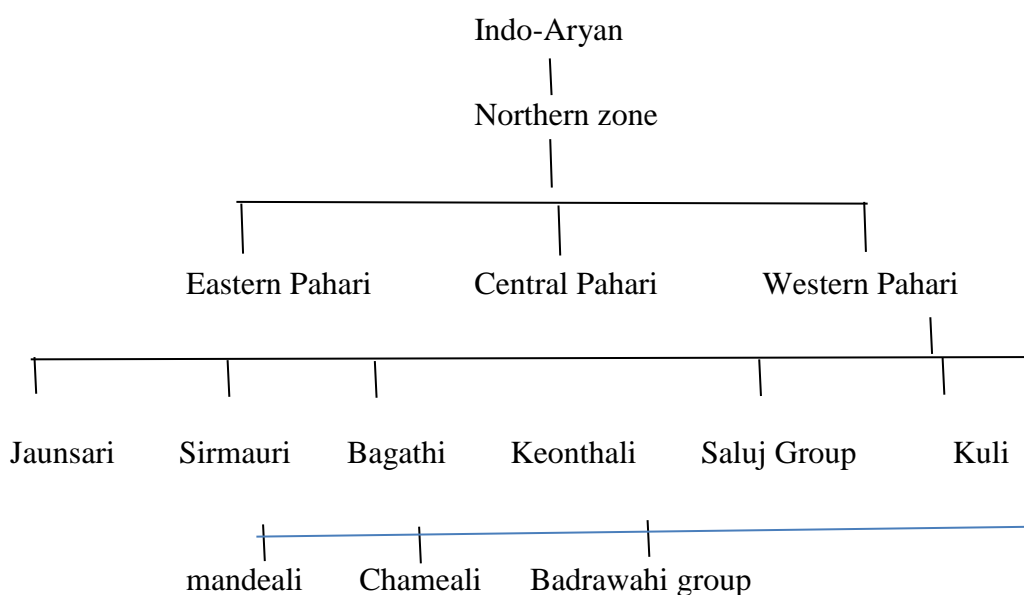 Indo-Aryan
Northern zone
Eastern Pahari Central Pahari Western Pahari
Jaunsari Sirmauri Bagathi Keonthali Saluj Group Kuli
mandeali Chameali Badrawahi group